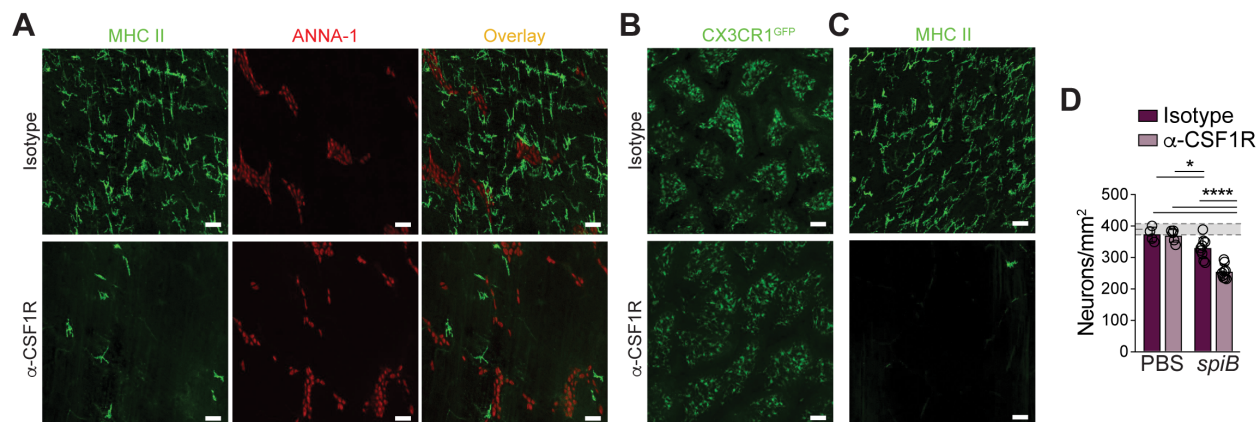 A
MHC II
ANNA-1
Overlay
Isotype
α-CSF1R
B
CX3CR1GFP
Isotype
α-CSF1R
C
MHC II
D
Isotype
α-CSF1R
*
****
Neurons/mm²
500
400
300
200
100
0
PBS
spiB